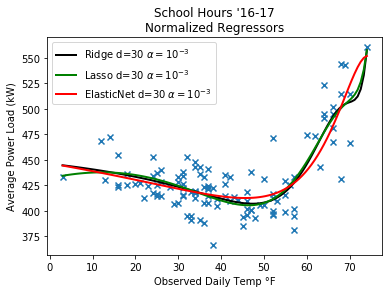 School Hours '16-17
Normalized Regressors
Ridge d=30 α = 10⁻³
Lasso d=30 α = 10⁻³
ElasticNet d=30 α = 10⁻³
Average Power Load (kW)
550
525
500
475
450
425
400
375
0 10 20 30 40 50 60 70
Observed Daily Temp °F